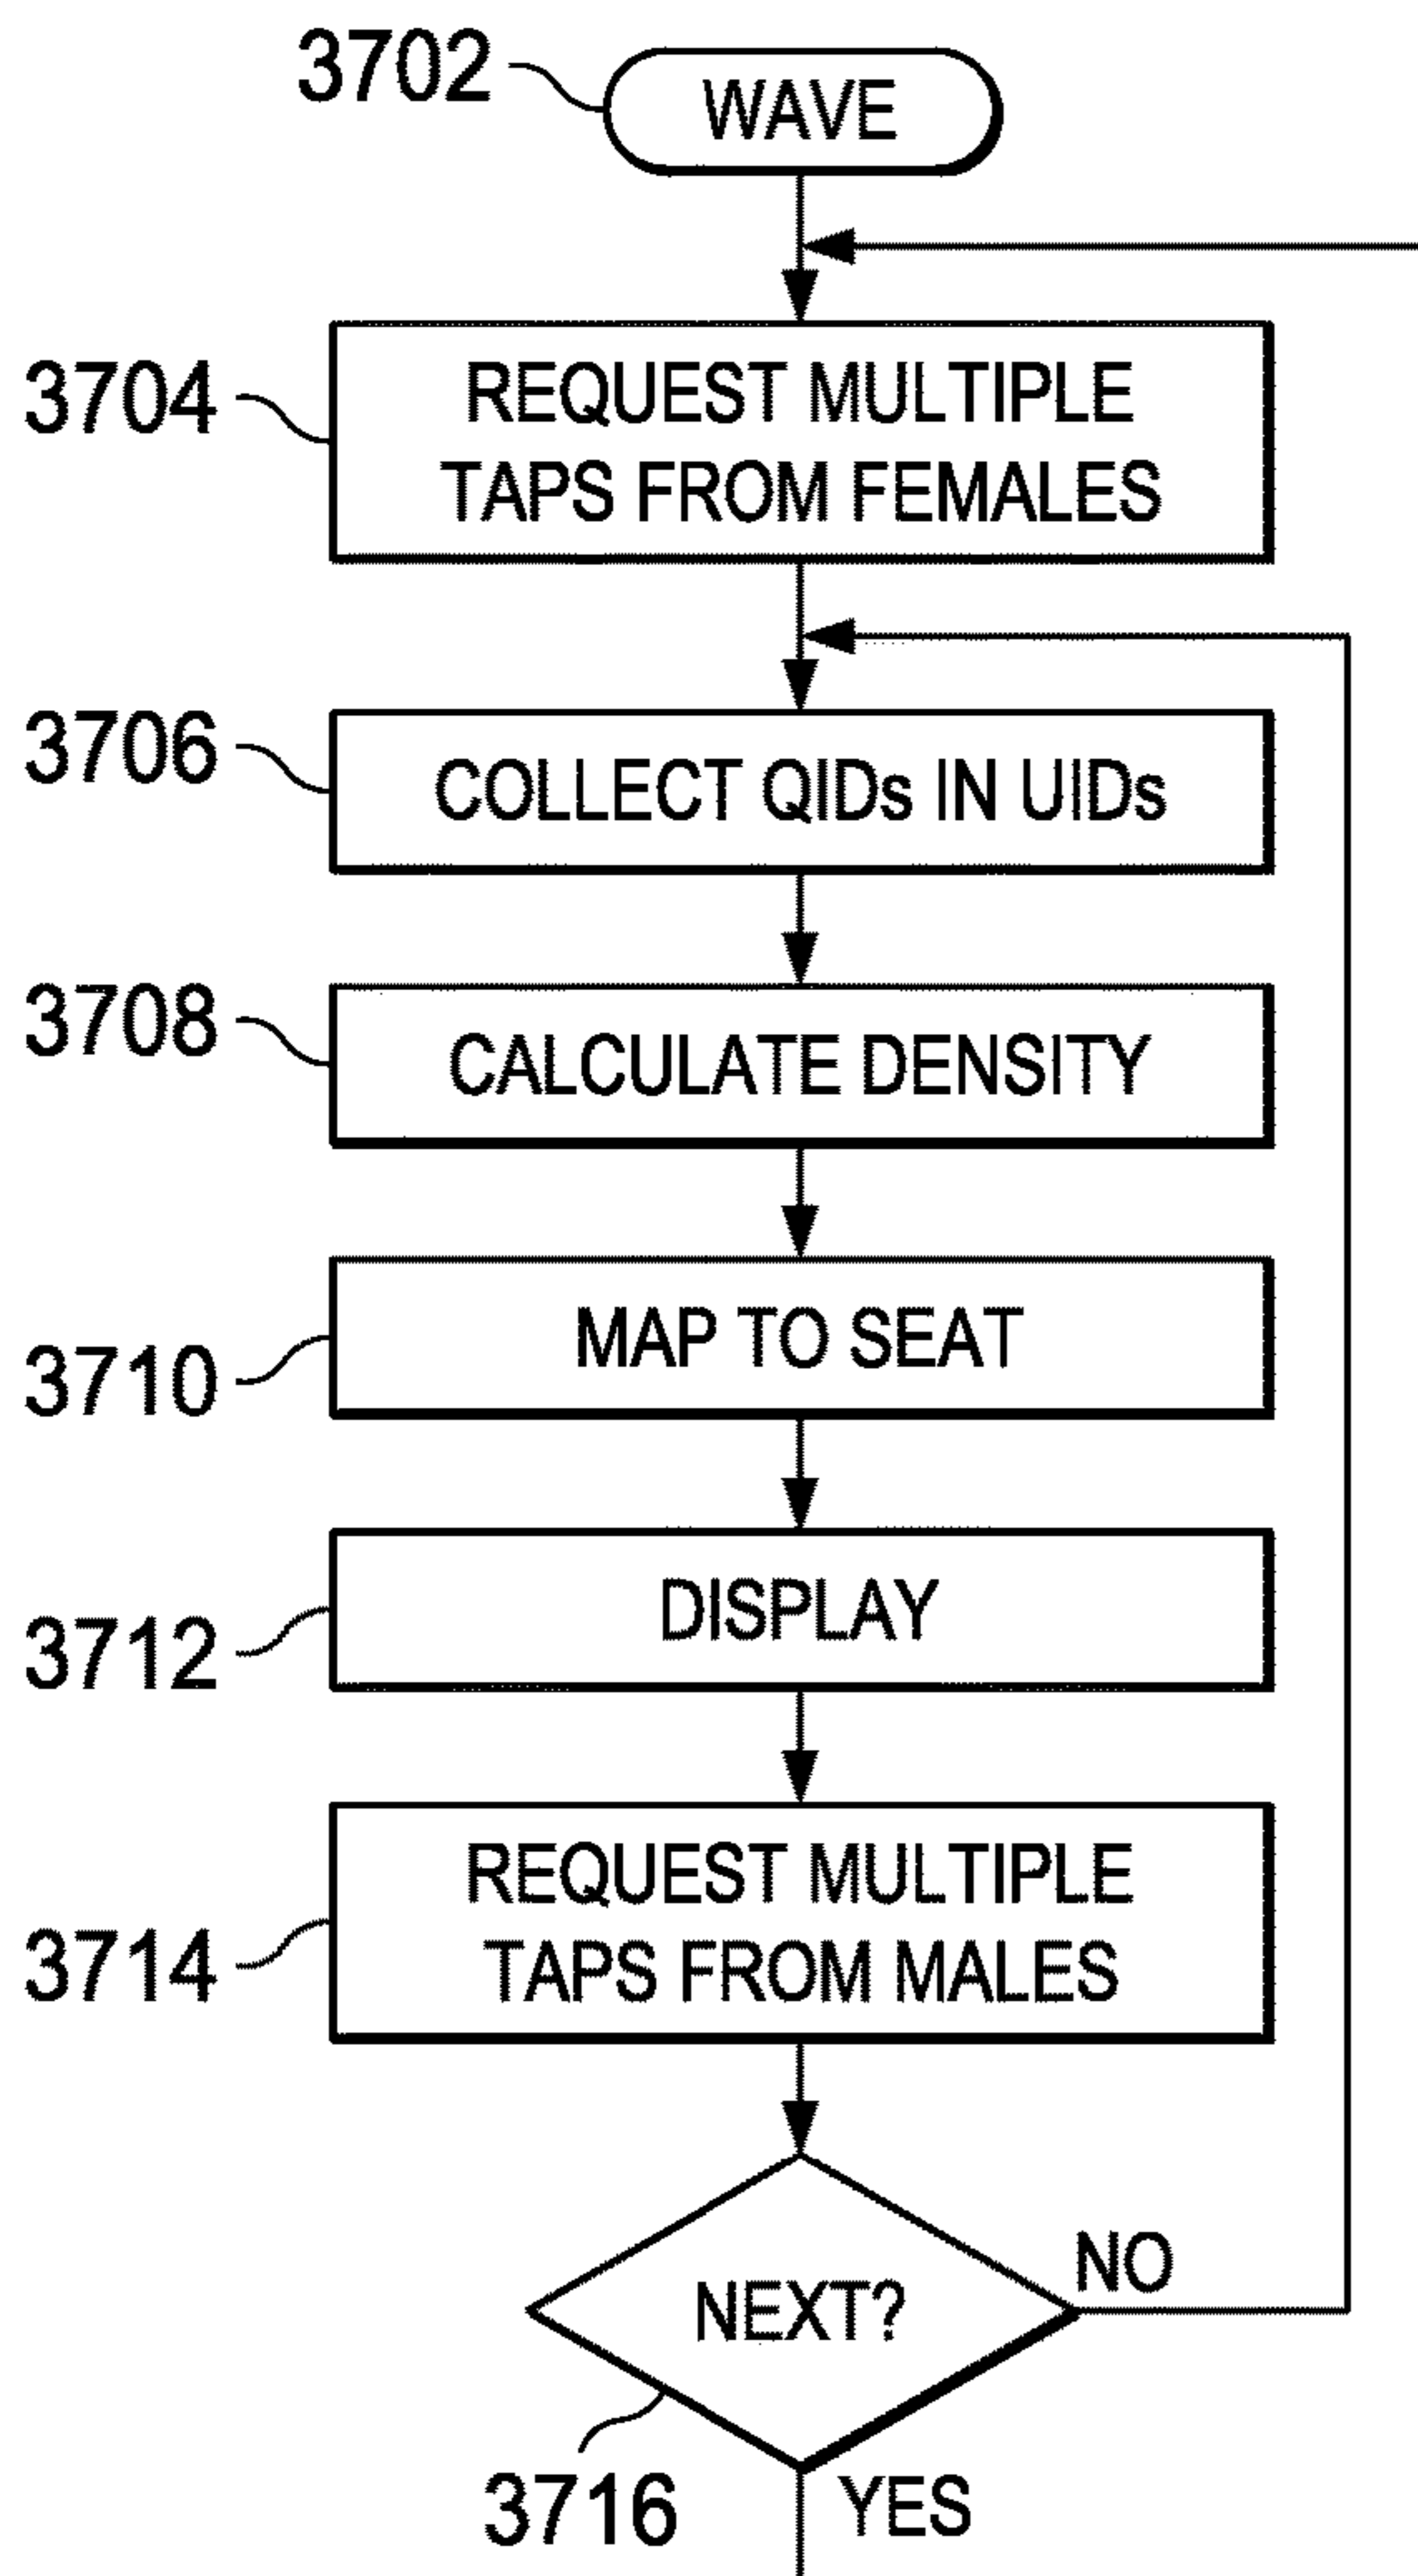 3702
WAVE
3704
REQUEST MULTIPLE
TAPS FROM FEMALES
3706
COLLECT QIDs IN UIDs
3708
CALCULATE DENSITY
3710
MAP TO SEAT
3712
DISPLAY
3714
REQUEST MULTIPLE
TAPS FROM MALES
NEXT?
NO
3716
YES